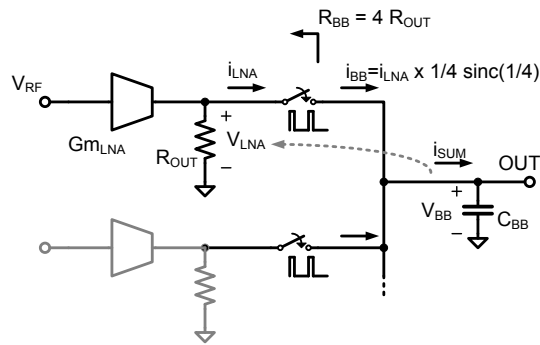 R_BB = 4 R_OUT
i_LNA
i_BB=i_LNA x 1/4 sinc(1/4)
V_RF
+
V_LNA
−
Gm_LNA
R_OUT
i_SUM
OUT
+
V_BB
−
C_BB